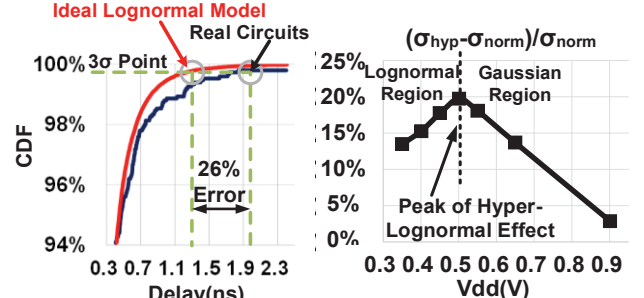 Ideal Lognormal Model
Real Circuits
3σ Point
100%
98%
96%
94%
CDF
26%
Error
0.3 0.7 1.1 1.5 1.9 2.3
Delay(ns)
(σhyp-σnorm)/σnorm
25%
20%
15%
10%
5%
0%
Lognormal
Region
Gaussian
Region
Peak of Hyper-
Lognormal Effect
0.3 0.4 0.5 0.6 0.7 0.8 0.9
Vdd(V)